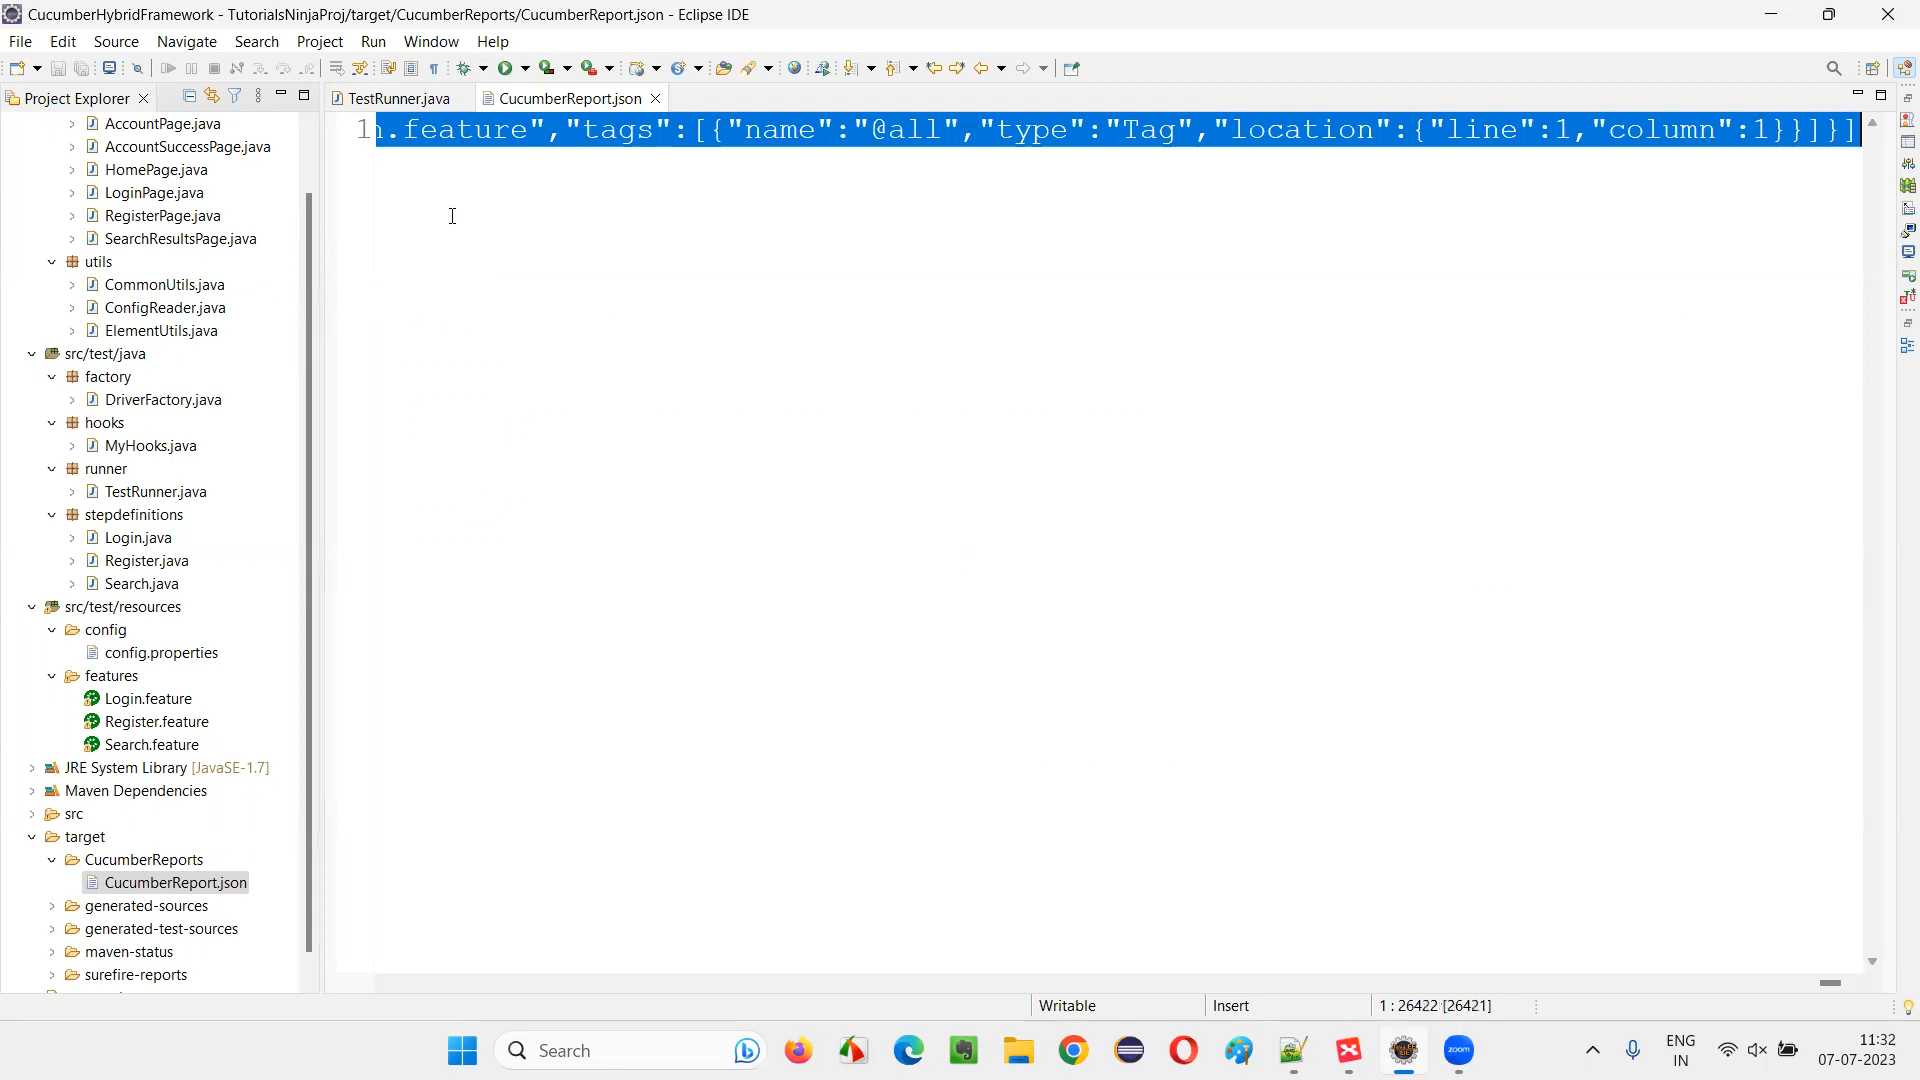 CucumberHybridFramework - TutorialsNinjaProj/target/CucumberReports/CucumberReport.json - Eclipse IDE
File Edit Source Navigate Search Project Run Window Help
Project Explorer
TestRunner.java
CucumberReport.json
AccountPage.java
AccountSuccessPage.java
HomePage.java
LoginPage.java
RegisterPage.java
SearchResultsPage.java
utils
CommonUtils.java
ConfigReader.java
ElementUtils.java
src/test/java
factory
DriverFactory.java
hooks
MyHooks.java
runner
TestRunner.java
stepdefinitions
Login.java
Register.java
Search.java
src/test/resources
config
config.properties
features
Login.feature
Register.feature
Search.feature
JRE System Library [JavaSE-1.7]
Maven Dependencies
src
target
CucumberReports
CucumberReport.json
generated-sources
generated-test-sources
maven-status
surefire-reports
1
.feature","tags":[{"name":"@all","type":"Tag","location":{"line":1,"column":1}}]}]
Writable
Insert
1 : 26422 [26421]
Search
zoom
ENG
IN
11:32
07-07-2023